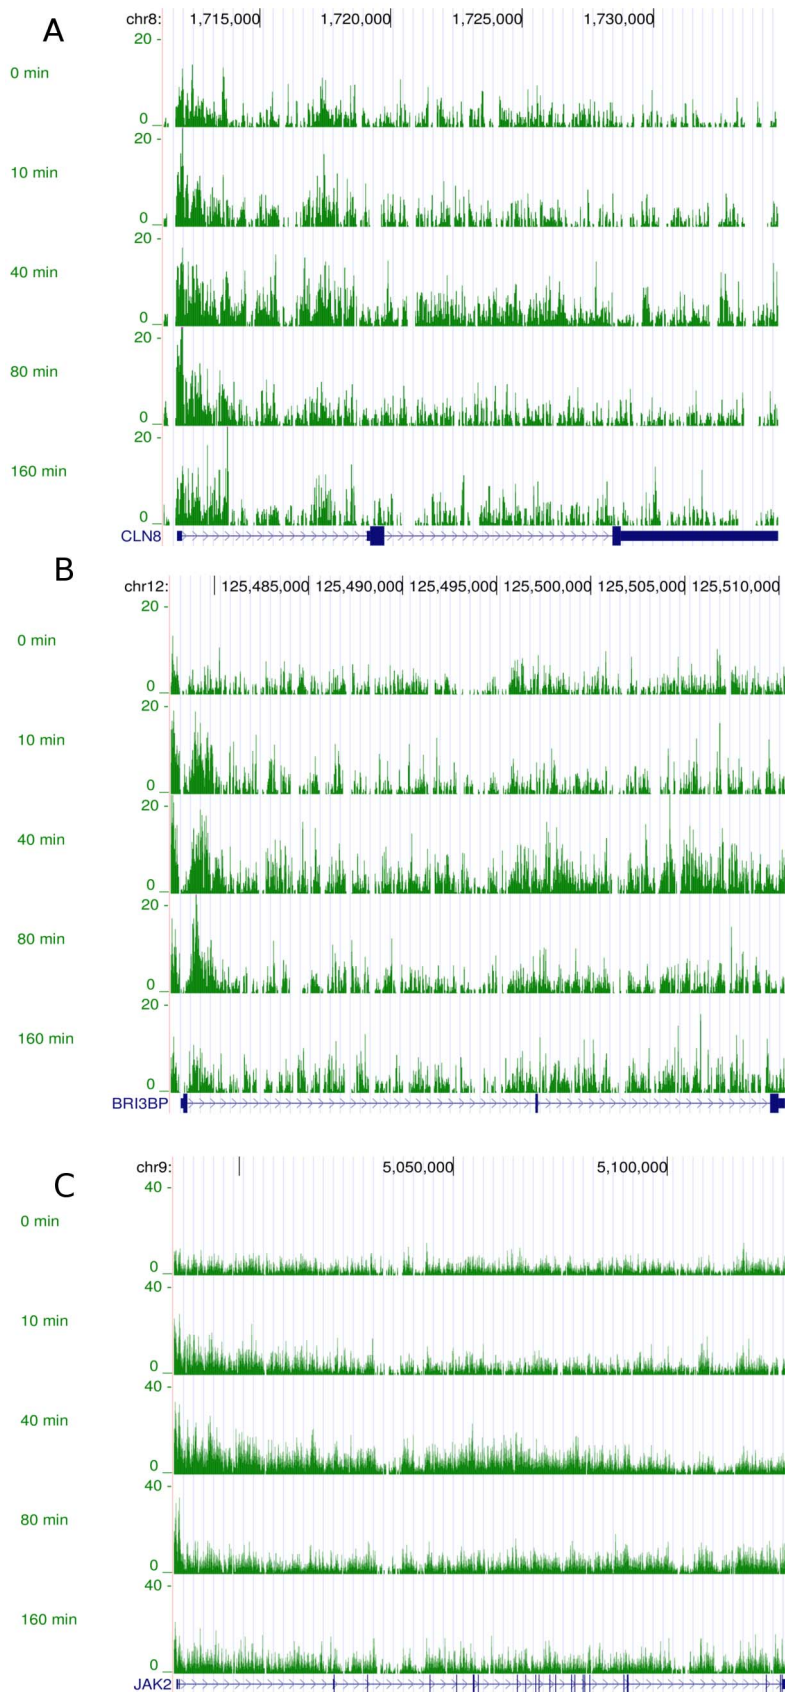 A
chr8: 1,715,000 1,720,000 1,725,000 1,730,000
20 -
0 min
0
20 -
10 min
0
20 -
40 min
0
20 -
80 min
0
20 -
160 min
0
CLN8
B
chr12: 125,485,000 125,490,000 125,495,000 125,500,000 125,505,000 125,510,000
20 -
0 min
0
20 -
10 min
0
20 -
40 min
0
20 -
80 min
0
20 -
160 min
0
BRI3BP
C
chr9: 5,050,000 5,100,000
40 -
0 min
0
40 -
10 min
0
40 -
40 min
0
40 -
80 min
0
40 -
160 min
0
JAK2